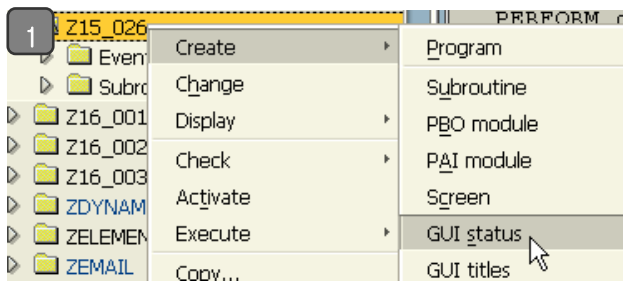 1
Z15_026
PERFORM
Even
Subro
Z16_001
Z16_002
Z16_003
ZDYNAM
ZELEMEN
ZEMAIL
Create
Change
Display
Check
Activate
Execute
Copy...
Program
Subroutine
PBO module
PAI module
Screen
GUI status
GUI titles